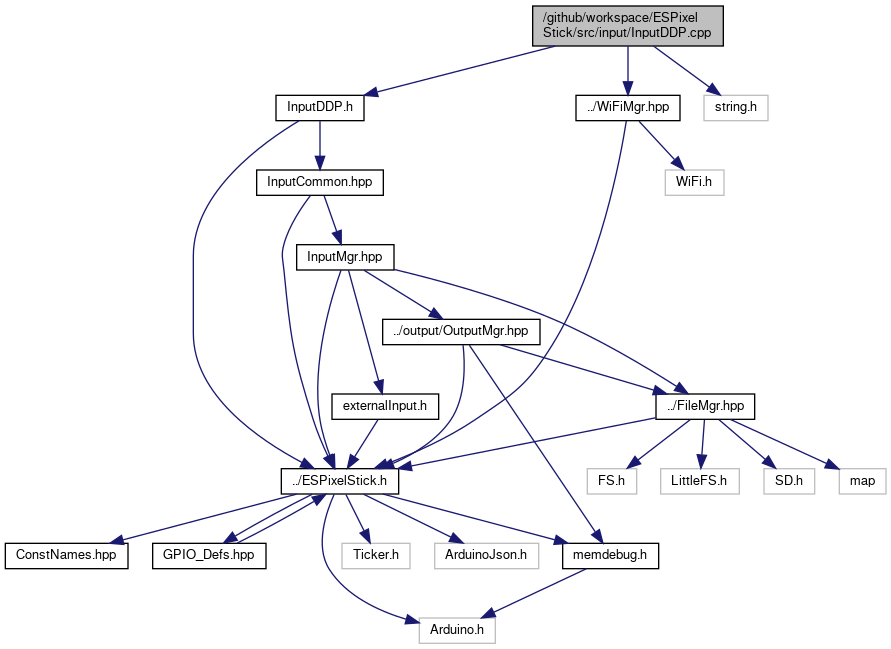 /github/workspace/ESPixel
Stick/src/input/InputDDP.cpp
InputDDP.h
../WiFiMgr.hpp
string.h
InputCommon.hpp
WiFi.h
InputMgr.hpp
../output/OutputMgr.hpp
externalInput.h
../FileMgr.hpp
../ESPixelStick.h
FS.h
LittleFS.h
SD.h
map
ConstNames.hpp
GPIO_Defs.hpp
Ticker.h
ArduinoJson.h
memdebug.h
Arduino.h